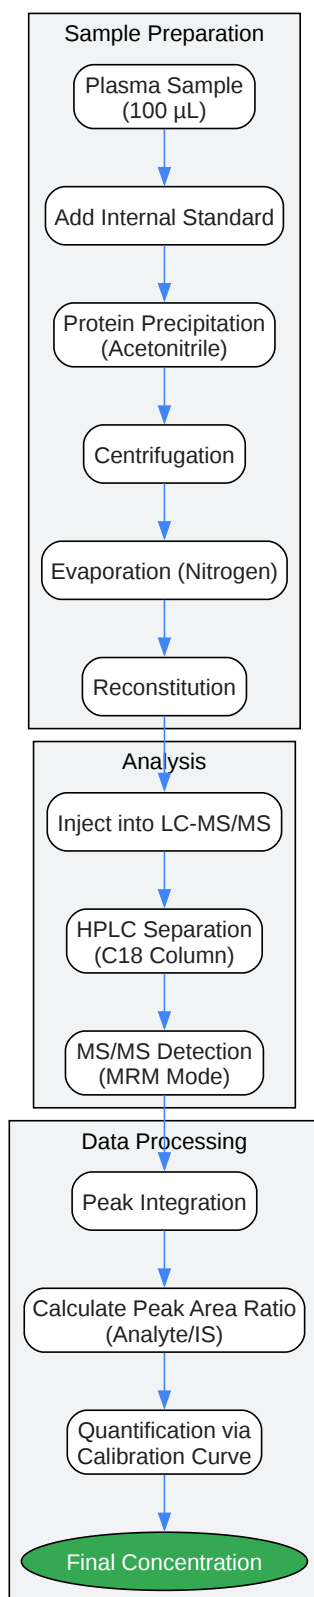 Sample Preparation
Plasma Sample
(100 µL)
Add Internal Standard
Protein Precipitation
(Acetonitrile)
Centrifugation
Evaporation (Nitrogen)
Reconstitution
Analysis
Inject into LC-MS/MS
HPLC Separation
(C18 Column)
MS/MS Detection
(MRM Mode)
Data Processing
Peak Integration
Calculate Peak Area Ratio
(Analyte/IS)
Quantification via
Calibration Curve
Final Concentration